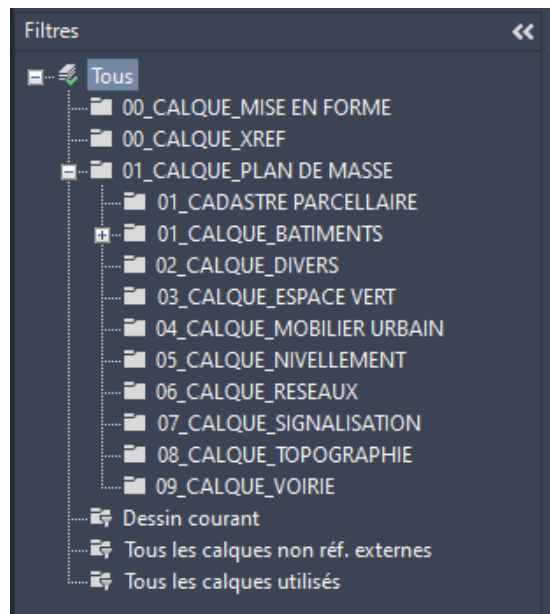 Filtres
Tous
00_CALQUE_MISE EN FORME
00_CALQUE_XREF
01_CALQUE_PLAN DE MASSE
01_CADASTRE PARCELLAIRE
01_CALQUE_BATIMENTS
02_CALQUE_DIVERS
03_CALQUE_ESPACE VERT
04_CALQUE_MOBILIER URBAIN
05_CALQUE_NIVELLEMENT
06_CALQUE_RESEAUX
07_CALQUE_SIGNALISATION
08_CALQUE_TOPOGRAPHIE
09_CALQUE_VOIRIE
Dessin courant
Tous les calques non réf. externes
Tous les calques utilisés